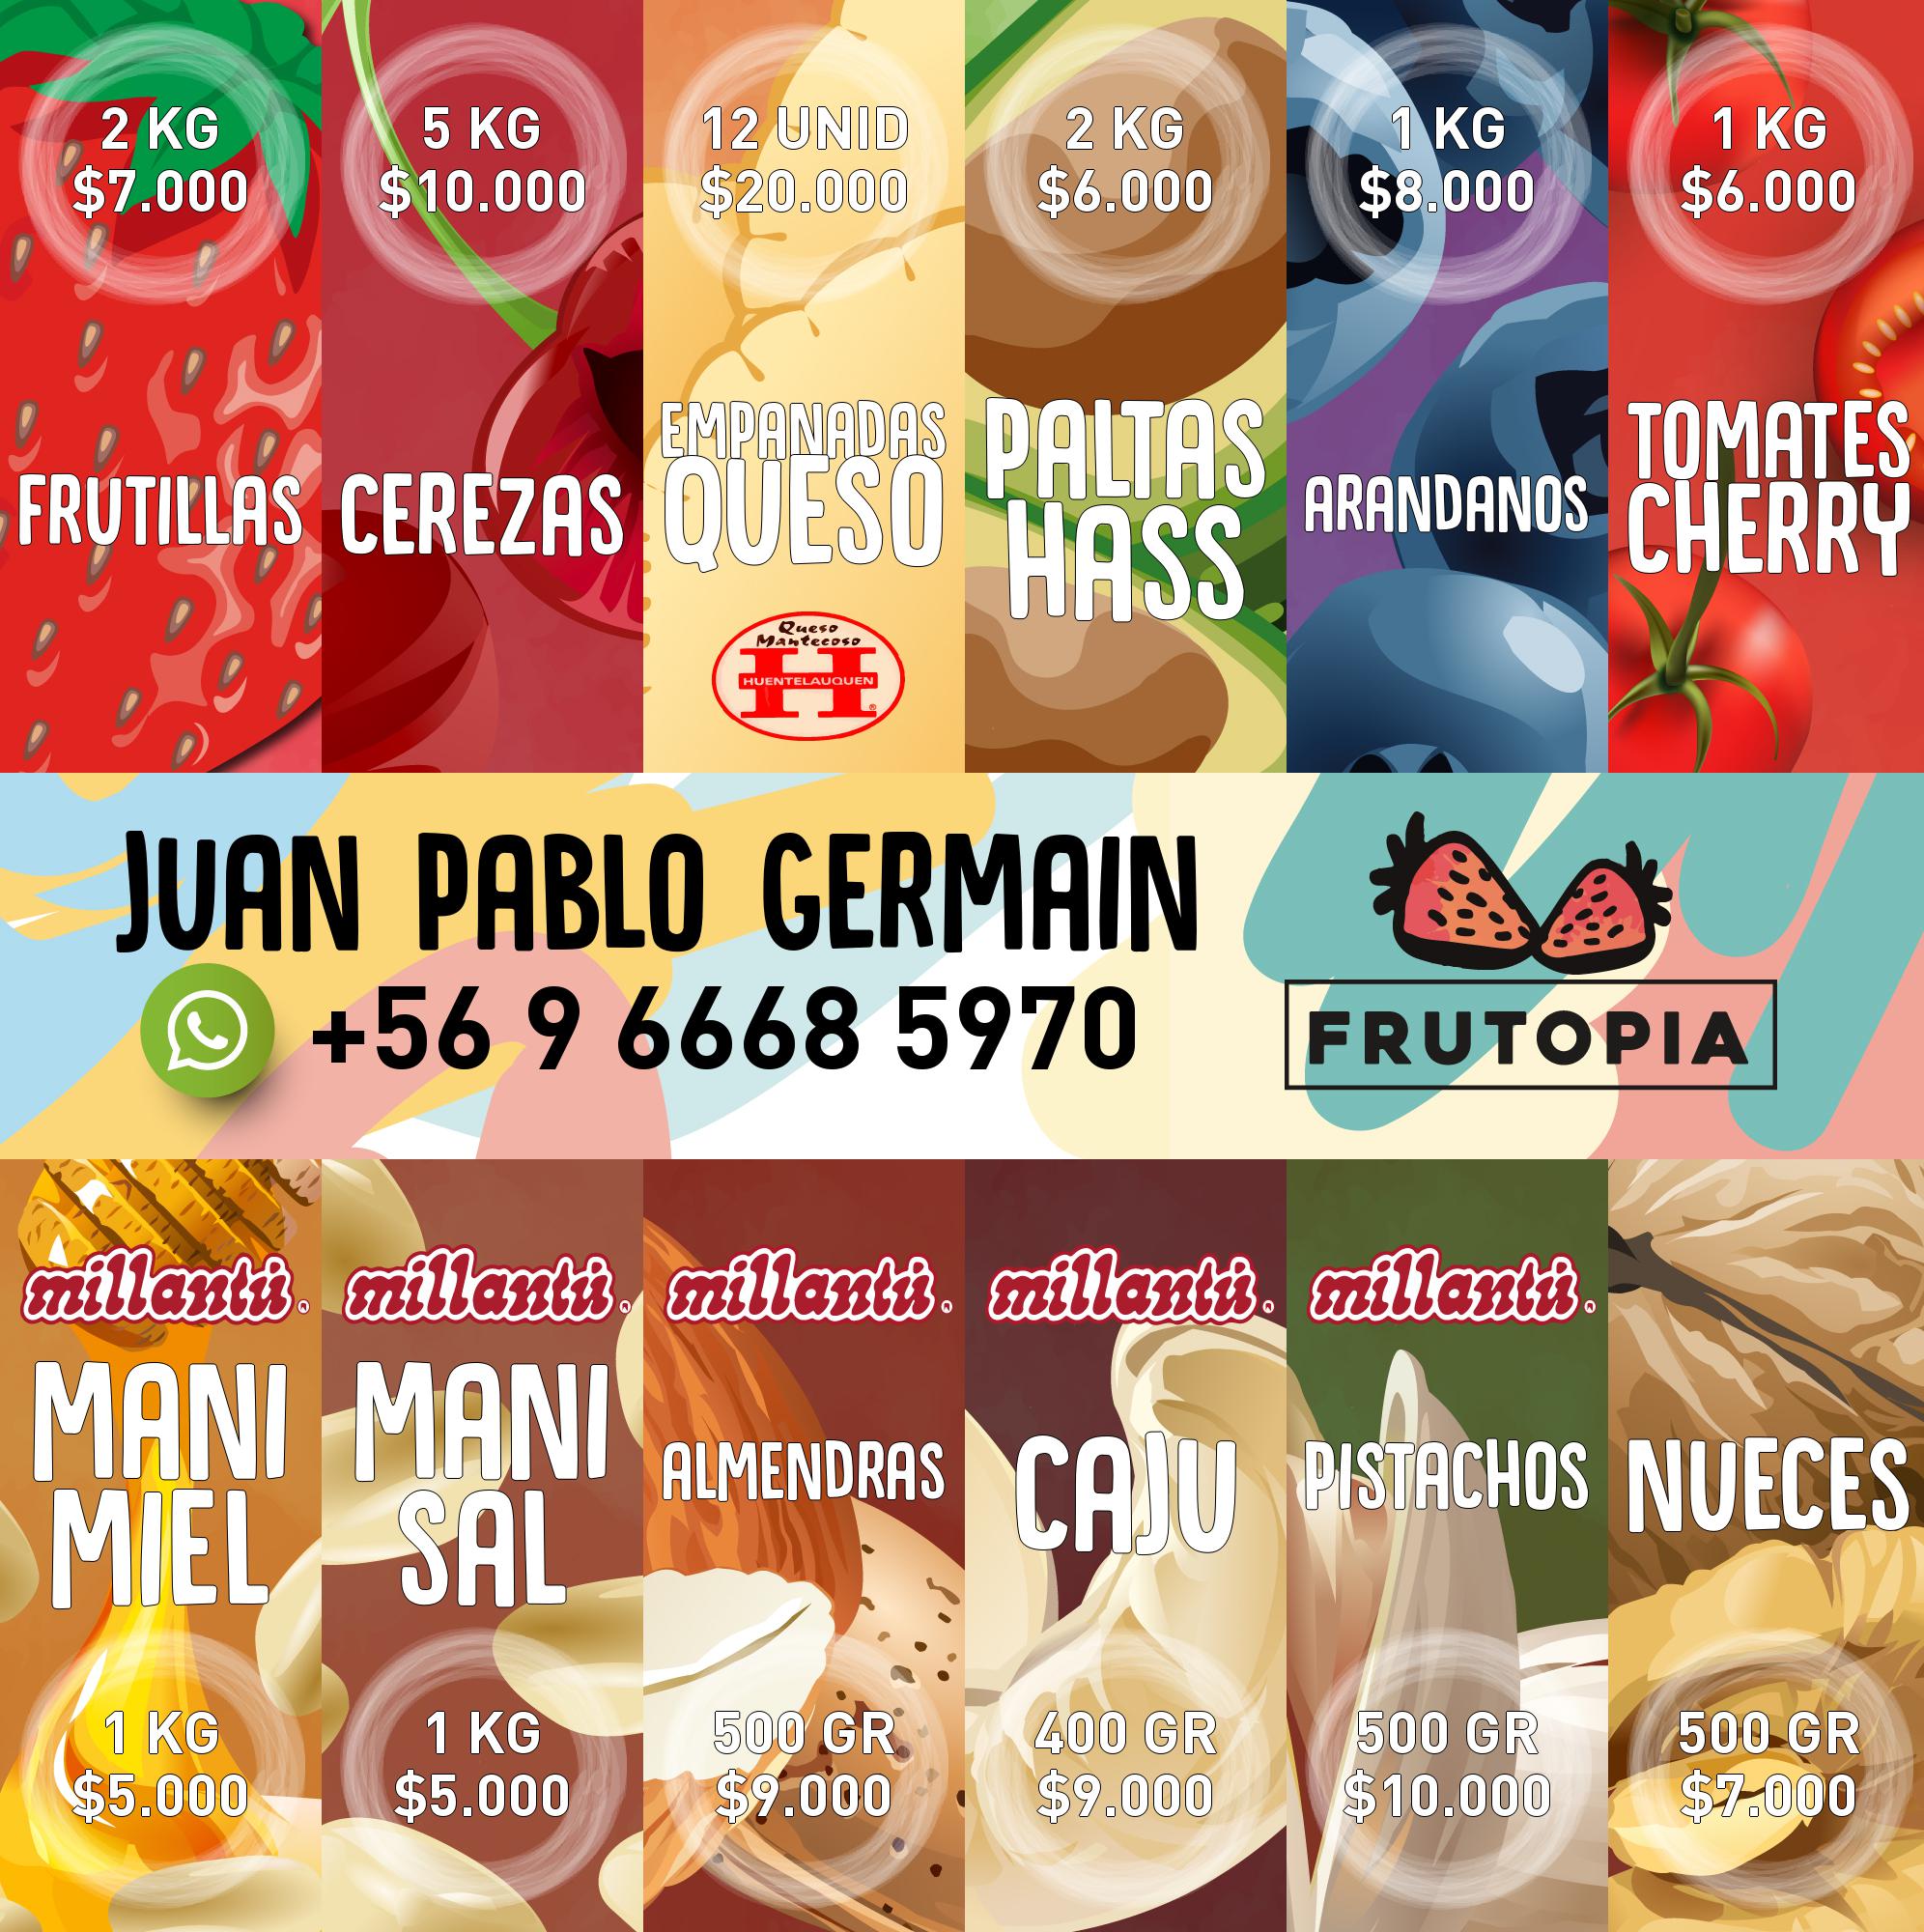 2 KG
$7.000
FRUTILLAS
5 KG
$10.000
CEREZAS
12 UNID
$20.000
EMPANADAS
QUESO
Queso
Mantecoso
H
HUENTELAUQUEN
®
2 KG
$6.000
PALTAS
HASS
1 KG
$8.000
ARANDANOS
1 KG
$6.000
TOMATES
CHERRY
JUAN PABLO GERMAIN
+56 9 6668 5970
FRUTOPIA
millantú®
MANI
MIEL
1 KG
$5.000
millantú®
MANI
SAL
1 KG
$5.000
millantú®
ALMENDRAS
500 GR
$9.000
millantú®
CAJU
400 GR
$9.000
millantú®
PISTACHOS
500 GR
$10.000
NUECES
500 GR
$7.000